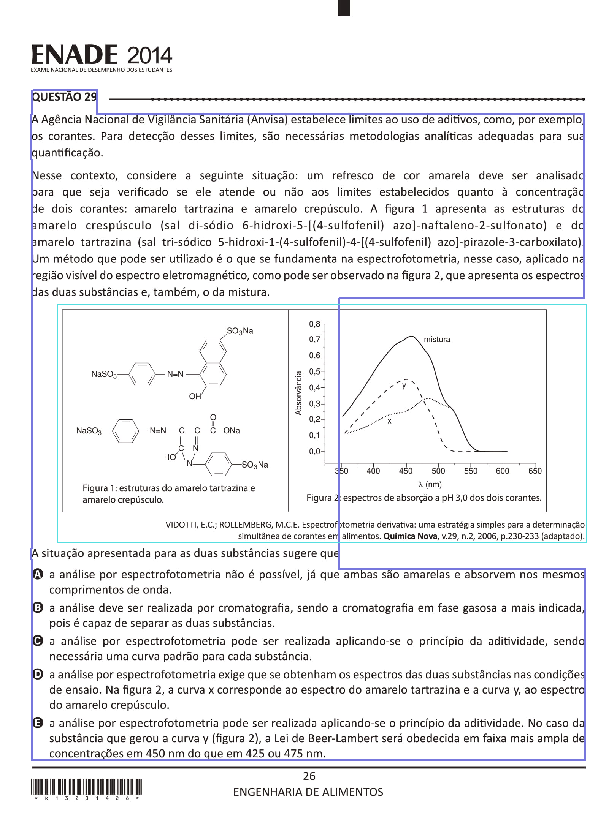 ENADE 2014
EXAME NACIONAL DE DESEMPENHO DOS ESTUDANTES
QUESTÃO 29
A Agência Nacional de Vigilância Sanitária (Anvisa) estabelece limites ao uso de aditivos, como, por exemplo,
os corantes. Para detecção desses limites, são necessárias metodologias analíticas adequadas para sua
quantificação.
Nesse contexto, considere a seguinte situação: um refresco de cor amarela deve ser analisado
para que seja verificado se ele atende ou não aos limites estabelecidos quanto à concentração
de dois corantes: amarelo tartrazina e amarelo crepúsculo. A figura 1 apresenta as estruturas do
amarelo crespúsculo (sal di-sódio 6-hidroxi-5-[(4-sulfofenil) azo]-naftaleno-2-sulfonato) e do
amarelo tartrazina (sal tri-sódico 5-hidroxi-1-(4-sulfofenil)-4-[(4-sulfofenil) azo]-pirazole-3-carboxilato).
Um método que pode ser utilizado é o que se fundamenta na espectrofotometria, nesse caso, aplicado na
região visível do espectro eletromagnético, como pode ser observado na figura 2, que apresenta os espectros
das duas substâncias e, também, o da mistura.
SO₃Na
NaSO₃ N=N
OH
O
NaSO₃ N=N C C C ONa
C N
IO N
SO₃Na
Figura 1: estruturas do amarelo tartrazina e
amarelo crepúsculo.
Absorvância
0,8
0,7
0,6
0,5
0,4
0,3
0,2
0,1
0,0
mistura
Y
X
350 400 450 500 550 600 650
λ (nm)
Figura 2: espectros de absorção a pH 3,0 dos dois corantes.
VIDOTTI, E.C.; ROLLEMBERG, M.C.E. Espectrofotometria derivativa: uma estratégia simples para a determinação
simultânea de corantes em alimentos. Química Nova, v.29, n.2, 2006, p.230-233 (adaptado).
A situação apresentada para as duas substâncias sugere que
A a análise por espectrofotometria não é possível, já que ambas são amarelas e absorvem nos mesmos
comprimentos de onda.
B a análise deve ser realizada por cromatografia, sendo a cromatografia em fase gasosa a mais indicada,
pois é capaz de separar as duas substâncias.
C a análise por espectrofotometria pode ser realizada aplicando-se o princípio da aditividade, sendo
necessária uma curva padrão para cada substância.
D a análise por espectrofotometria exige que se obtenham os espectros das duas substâncias nas condições
de ensaio. Na figura 2, a curva x corresponde ao espectro do amarelo tartrazina e a curva y, ao espectro
do amarelo crepúsculo.
E a análise por espectrofotometria pode ser realizada aplicando-se o princípio da aditividade. No caso da
substância que gerou a curva y (figura 2), a Lei de Beer-Lambert será obedecida em faixa mais ampla de
concentrações em 450 nm do que em 425 ou 475 nm.
26
ENGENHARIA DE ALIMENTOS